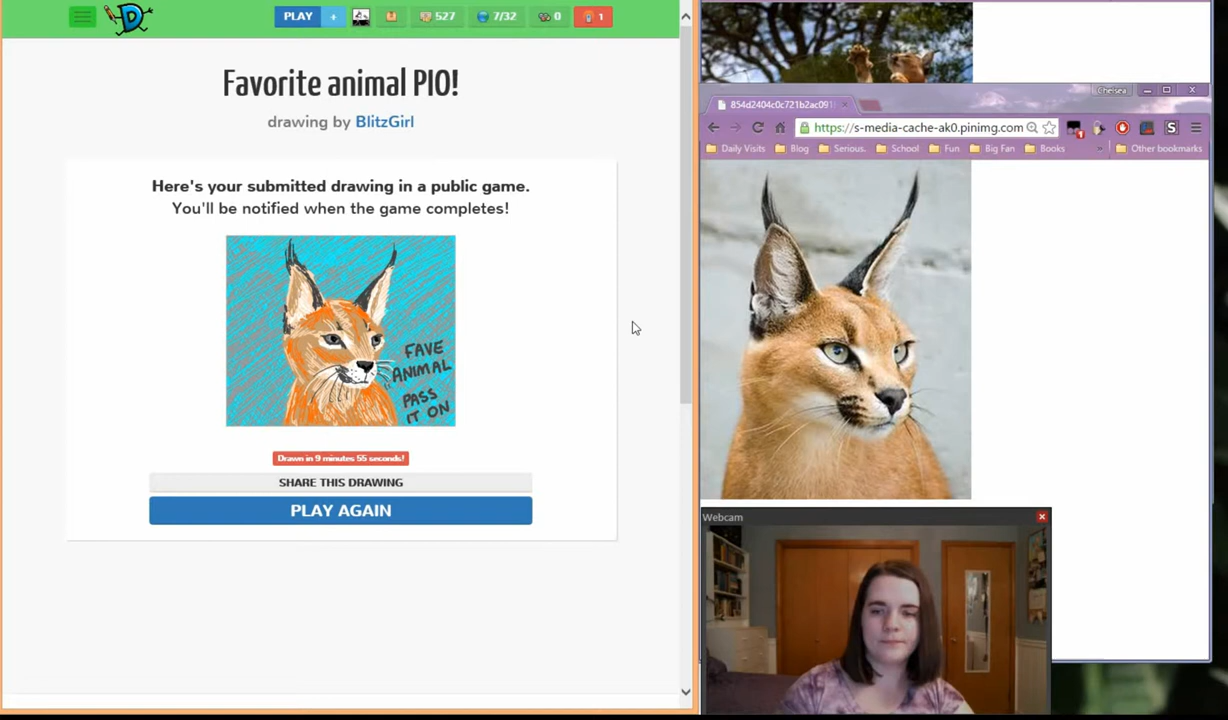 PLAY + 527 7/32 0 1
Favorite animal PIO!
drawing by BlitzGirl
Here's your submitted drawing in a public game.
You'll be notified when the game completes!
FAVE
ANIMAL
PASS
IT ON
Drawn in 9 minutes 55 seconds!
SHARE THIS DRAWING
PLAY AGAIN
Chelsea
854d2404c0c721b2ac091
https://s-media-cache-ak0.pinimg.com
Daily Visits Blog Serious. School Fun Big Fan Books » Other bookmarks
Webcam